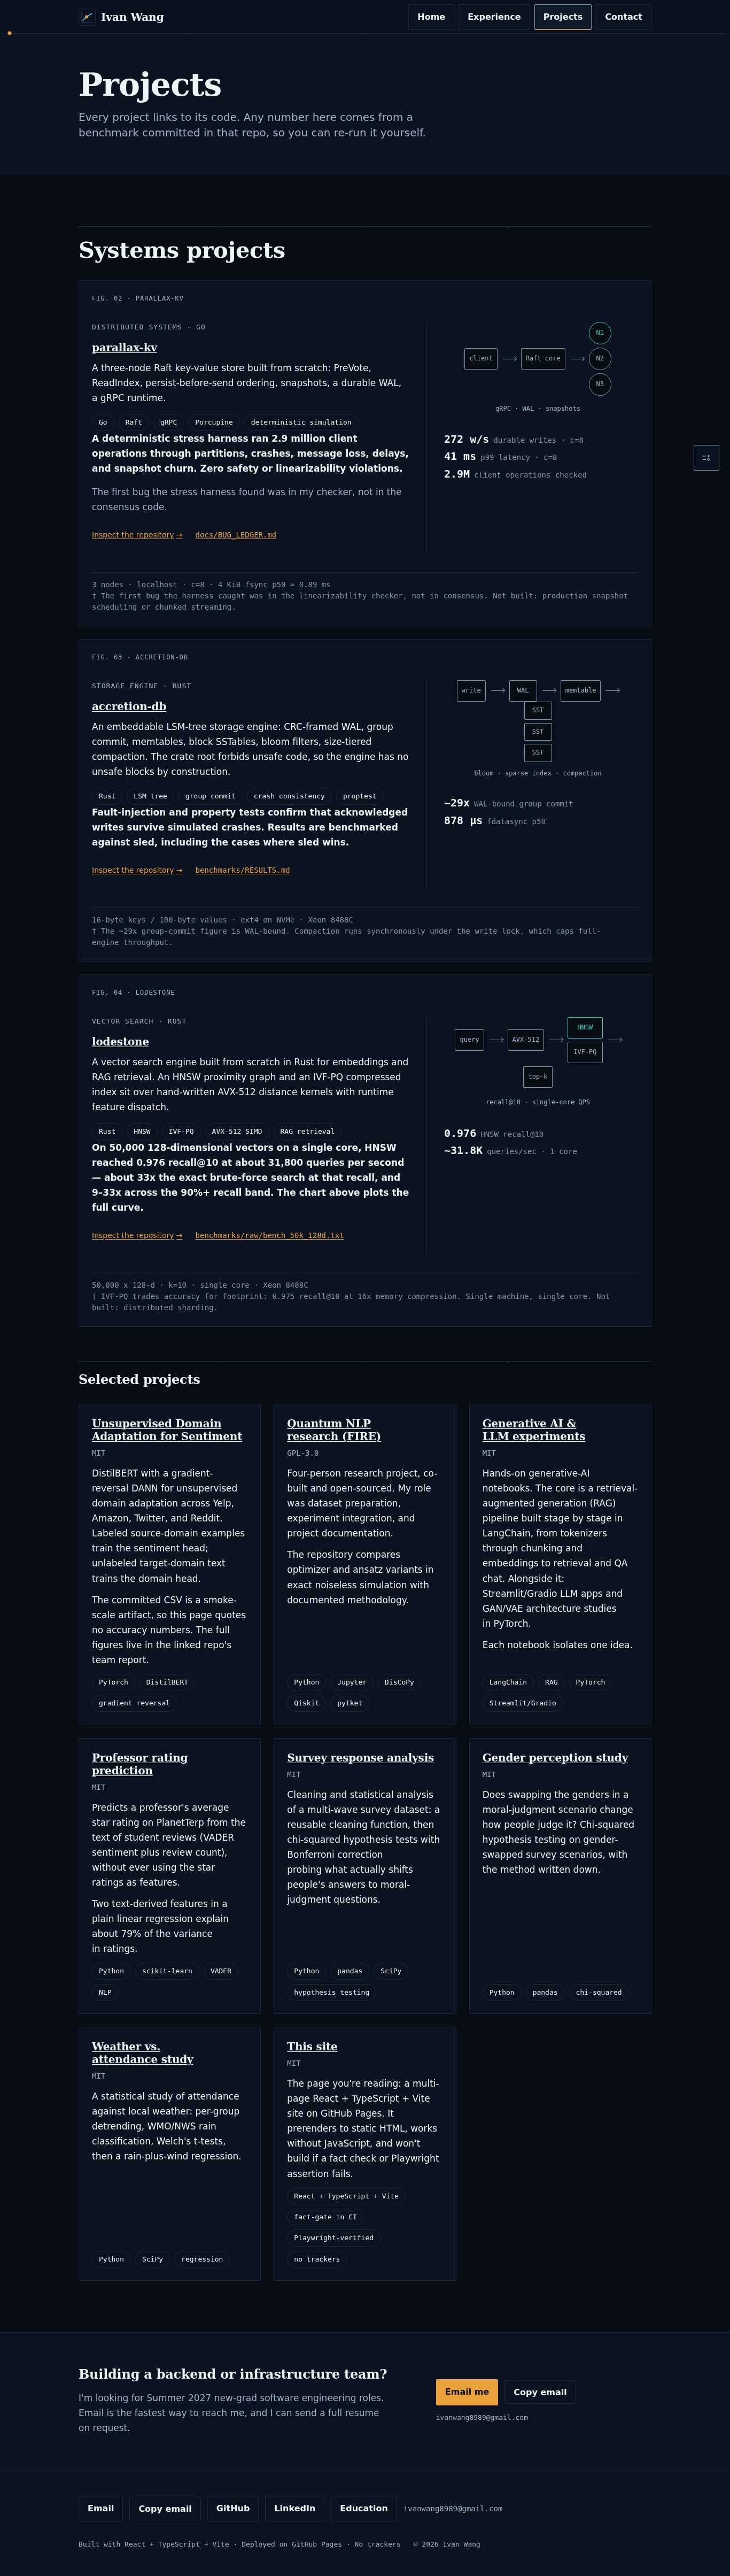 Ivan Wang
Home
Experience
Projects
Contact
Projects
Every project links to its code. Any number here comes from a
benchmark committed in that repo, so you can re-run it yourself.
Systems projects
FIG. 02 · PARALLAX-KV
DISTRIBUTED SYSTEMS · GO
parallax-kv
A three-node Raft key-value store built from scratch: PreVote,
ReadIndex, persist-before-send ordering, snapshots, a durable WAL,
a gRPC runtime.
Go
Raft
gRPC
Porcupine
deterministic simulation
A deterministic stress harness ran 2.9 million client
operations through partitions, crashes, message loss, delays,
and snapshot churn. Zero safety or linearizability violations.
The first bug the stress harness found was in my checker, not in the
consensus code.
Inspect the repository →
docs/BUG_LEDGER.md
client
Raft core
N1
N2
N3
gRPC · WAL · snapshots
272 w/s durable writes · c=8
41 ms p99 latency · c=8
2.9M client operations checked
3 nodes · localhost · c=8 · 4 KiB fsync p50 ≈ 0.89 ms
† The first bug the harness caught was in the linearizability checker, not in consensus. Not built: production snapshot
scheduling or chunked streaming.
FIG. 03 · ACCRETION-DB
STORAGE ENGINE · RUST
accretion-db
An embeddable LSM-tree storage engine: CRC-framed WAL, group
commit, memtables, block SSTables, bloom filters, size-tiered
compaction. The crate root forbids unsafe code, so the engine has no
unsafe blocks by construction.
Rust
LSM tree
group commit
crash consistency
proptest
Fault-injection and property tests confirm that acknowledged
writes survive simulated crashes. Results are benchmarked
against sled, including the cases where sled wins.
Inspect the repository →
benchmarks/RESULTS.md
write
WAL
memtable
SST
SST
SST
bloom · sparse index · compaction
~29x WAL-bound group commit
878 µs fdatasync p50
16-byte keys / 100-byte values · ext4 on NVMe · Xeon 8488C
† The ~29x group-commit figure is WAL-bound. Compaction runs synchronously under the write lock, which caps full-
engine throughput.
FIG. 04 · LODESTONE
VECTOR SEARCH · RUST
lodestone
A vector search engine built from scratch in Rust for embeddings and
RAG retrieval. An HNSW proximity graph and an IVF-PQ compressed
index sit over hand-written AVX-512 distance kernels with runtime
feature dispatch.
Rust
HNSW
IVF-PQ
AVX-512 SIMD
RAG retrieval
On 50,000 128-dimensional vectors on a single core, HNSW
reached 0.976 recall@10 at about 31,800 queries per second
— about 33x the exact brute-force search at that recall, and
9–33x across the 90%+ recall band. The chart above plots the
full curve.
Inspect the repository →
benchmarks/raw/bench_50k_128d.txt
query
AVX-512
HNSW
IVF-PQ
top-k
recall@10 · single-core QPS
0.976 HNSW recall@10
~31.8K queries/sec · 1 core
50,000 x 128-d · k=10 · single core · Xeon 8488C
† IVF-PQ trades accuracy for footprint: 0.975 recall@10 at 16x memory compression. Single machine, single core. Not
built: distributed sharding.
Selected projects
Unsupervised Domain
Adaptation for Sentiment
MIT
DistilBERT with a gradient-
reversal DANN for unsupervised
domain adaptation across Yelp,
Amazon, Twitter, and Reddit.
Labeled source-domain examples
train the sentiment head;
unlabeled target-domain text
trains the domain head.
The committed CSV is a smoke-
scale artifact, so this page quotes
no accuracy numbers. The full
figures live in the linked repo's
team report.
PyTorch
DistilBERT
gradient reversal
Quantum NLP
research (FIRE)
GPL-3.0
Four-person research project, co-
built and open-sourced. My role
was dataset preparation,
experiment integration, and
project documentation.
The repository compares
optimizer and ansatz variants in
exact noiseless simulation with
documented methodology.
Python
Jupyter
DisCoPy
Qiskit
pytket
Generative AI &
LLM experiments
MIT
Hands-on generative-AI
notebooks. The core is a retrieval-
augmented generation (RAG)
pipeline built stage by stage in
LangChain, from tokenizers
through chunking and
embeddings to retrieval and QA
chat. Alongside it:
Streamlit/Gradio LLM apps and
GAN/VAE architecture studies
in PyTorch.
Each notebook isolates one idea.
LangChain
RAG
PyTorch
Streamlit/Gradio
Professor rating
prediction
MIT
Predicts a professor's average
star rating on PlanetTerp from the
text of student reviews (VADER
sentiment plus review count),
without ever using the star
ratings as features.
Two text-derived features in a
plain linear regression explain
about 79% of the variance
in ratings.
Python
scikit-learn
VADER
NLP
Survey response analysis
MIT
Cleaning and statistical analysis
of a multi-wave survey dataset: a
reusable cleaning function, then
chi-squared hypothesis tests with
Bonferroni correction
probing what actually shifts
people's answers to moral-
judgment questions.
Python
pandas
SciPy
hypothesis testing
Gender perception study
MIT
Does swapping the genders in a
moral-judgment scenario change
how people judge it? Chi-squared
hypothesis testing on gender-
swapped survey scenarios, with
the method written down.
Python
pandas
chi-squared
Weather vs.
attendance study
MIT
A statistical study of attendance
against local weather: per-group
detrending, WMO/NWS rain
classification, Welch's t-tests,
then a rain-plus-wind regression.
Python
SciPy
regression
This site
MIT
The page you're reading: a multi-
page React + TypeScript + Vite
site on GitHub Pages. It
prerenders to static HTML, works
without JavaScript, and won't
build if a fact check or Playwright
assertion fails.
React + TypeScript + Vite
fact-gate in CI
Playwright-verified
no trackers
Building a backend or infrastructure team?
I'm looking for Summer 2027 new-grad software engineering roles.
Email is the fastest way to reach me, and I can send a full resume
on request.
Email me
Copy email
ivanwang8989@gmail.com
Email
Copy email
GitHub
LinkedIn
Education
ivanwang8989@gmail.com
Built with React + TypeScript + Vite · Deployed on GitHub Pages · No trackers
© 2026 Ivan Wang